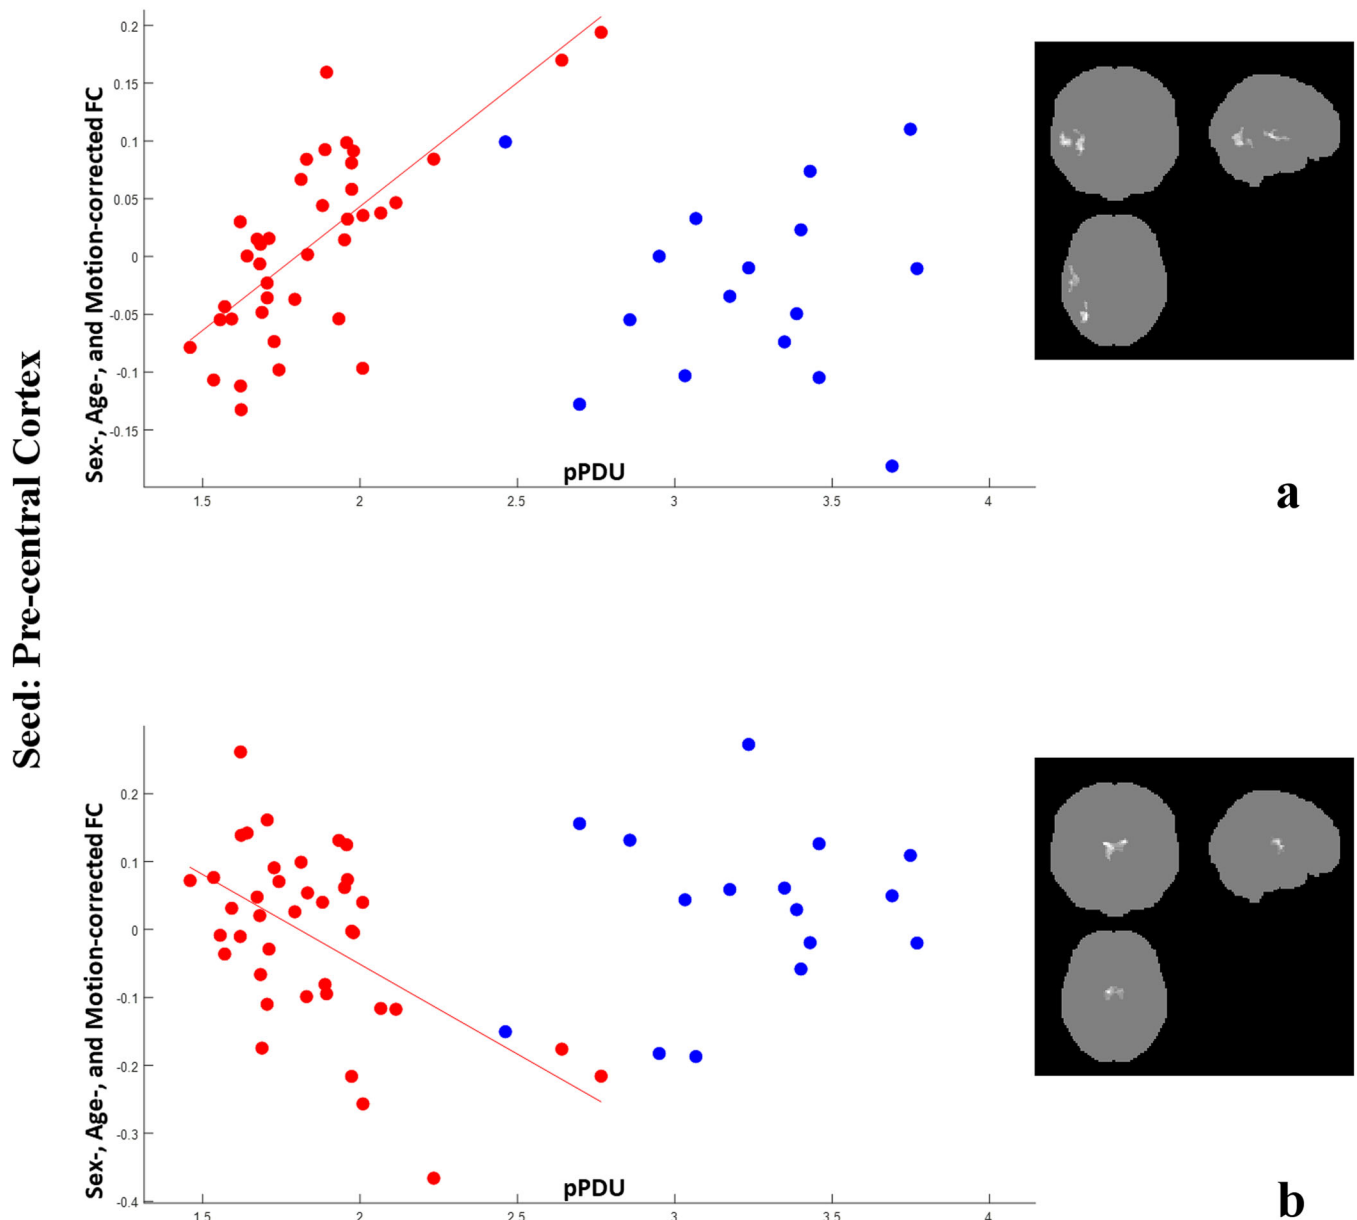 Seed: Pre-central Cortex
Sex-, Age-, and Motion-corrected FC
0.2
0.15
0.1
0.05
0
-0.05
-0.1
-0.15
pPDU
1.5 2 2.5 3 3.5 4
a
Sex-, Age-, and Motion-corrected FC
0.2
0.1
0
-0.1
-0.2
-0.3
-0.4
pPDU
1.5 2 2.5 3 3.5 4
b